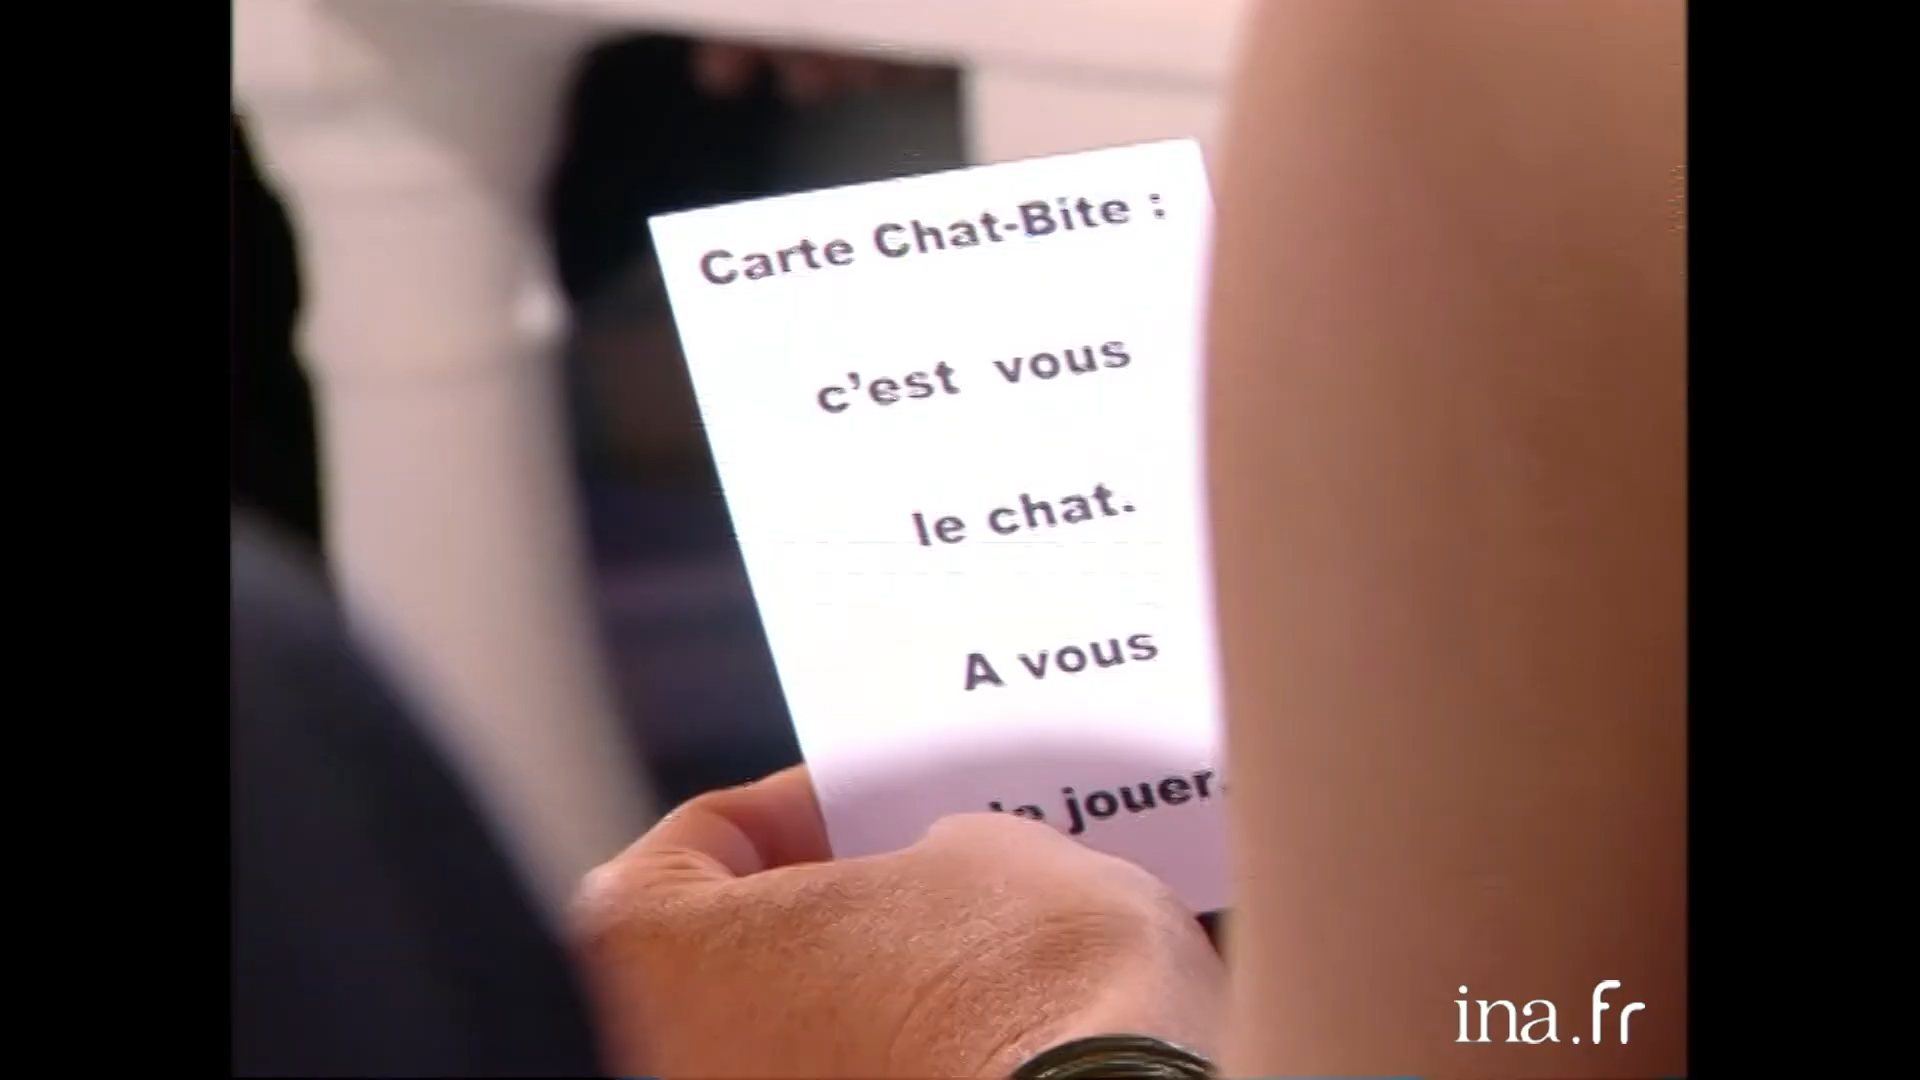 Carte Chat-Bite :
c'est vous
le chat.
A vous
jouer.
ina.fr